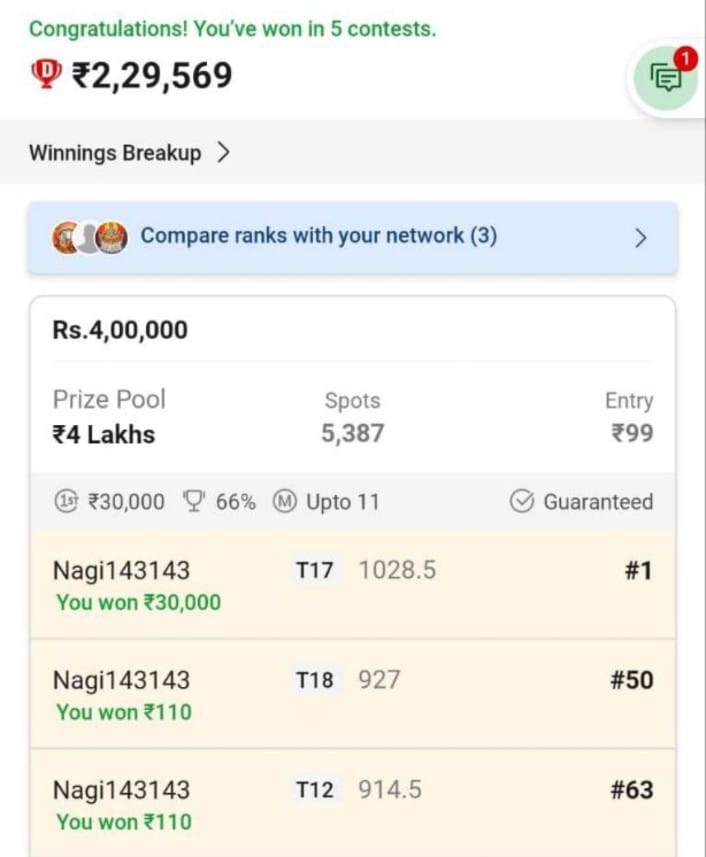 Congratulations! You've won in 5 contests.
D ₹2,29,569
1
Winnings Breakup
Compare ranks with your network (3)
Rs.4,00,000
Prize Pool Spots Entry
₹4 Lakhs 5,387 ₹99
1ST ₹30,000 66% M Upto 11 Guaranteed
Nagi143143 T17 1028.5 #1
You won ₹30,000
Nagi143143 T18 927 #50
You won ₹110
Nagi143143 T12 914.5 #63
You won ₹110